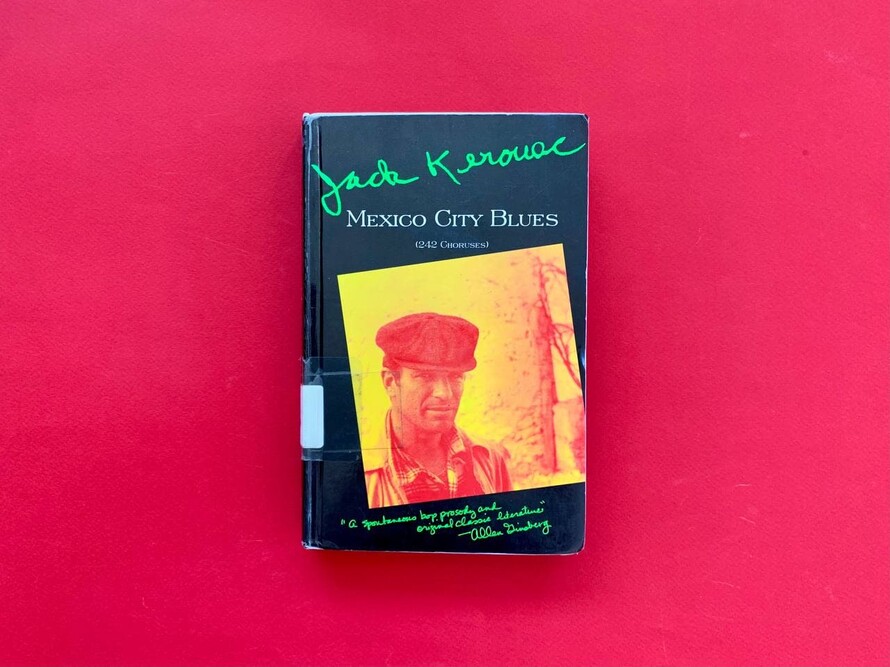 Jack Kerouac
MEXICO CITY BLUES
(242 CHORUSES)
"a spontaneous bop prosody and
original classic literature"
—Allen Ginsberg